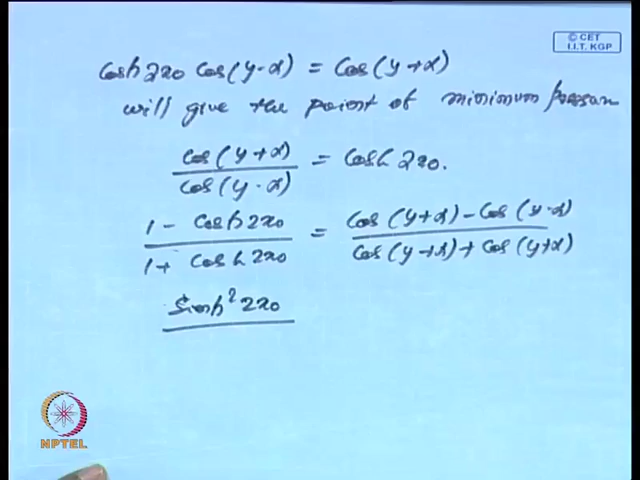 © CET
I.I.T. KGP
Cosh 2x0 Cos(y-α) = Cos(y+α)
will give the point of minimum
Cos(y+α) / Cos(y-α) = Cosh 2x0.
1 - Cosh 2x0 / 1 + Cosh 2x0 = Cos(y+α) - Cos(y-α) / Cos(y+α) + Cos(y+α)
Sinh² 2x0
NPTEL